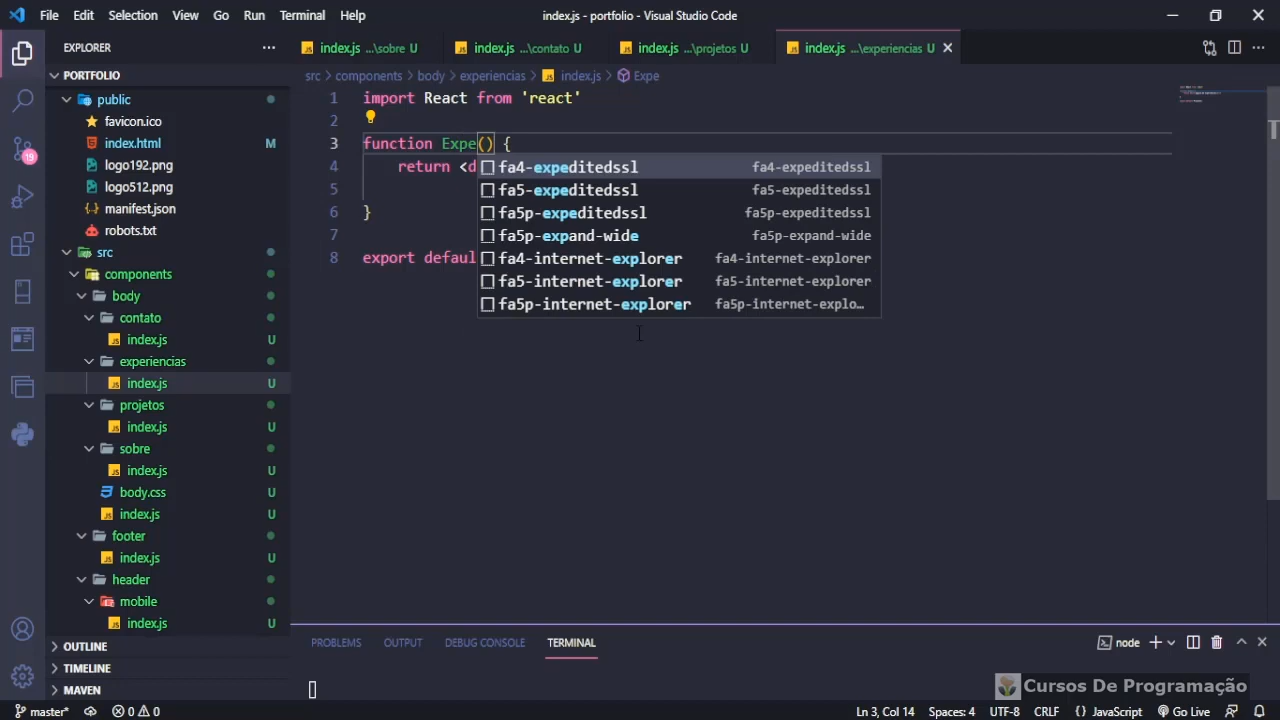 File Edit Selection View Go Run Terminal Help
index.js - portfolio - Visual Studio Code
EXPLORER
index.js ...\sobre U
index.js ...\contato U
index.js ...\projetos U
index.js ...\experiencias U
PORTFOLIO
public
favicon.ico
index.html M
logo192.png
logo512.png
manifest.json
robots.txt
src
components
body
contato
index.js U
experiencias
index.js U
projetos
index.js U
sobre
index.js U
body.css U
index.js U
footer
index.js U
header
mobile
index.js U
OUTLINE
TIMELINE
MAVEN
19
src > components > body > experiencias > index.js > Expe
1 import React from 'react'
2
3 function Expe() {
4 return <d
5
6 }
7
8 export defaul
fa4-expeditedssl fa4-expeditedssl
fa5-expeditedssl fa5-expeditedssl
fa5p-expeditedssl fa5p-expeditedssl
fa5p-expand-wide fa5p-expand-wide
fa4-internet-explorer fa4-internet-explorer
fa5-internet-explorer fa5-internet-explorer
fa5p-internet-explorer fa5p-internet-explo…
PROBLEMS OUTPUT DEBUG CONSOLE TERMINAL
node
Cursos De Programação
master* 0 0
Ln 3, Col 14 Spaces: 4 UTF-8 CRLF {} JavaScript Go Live